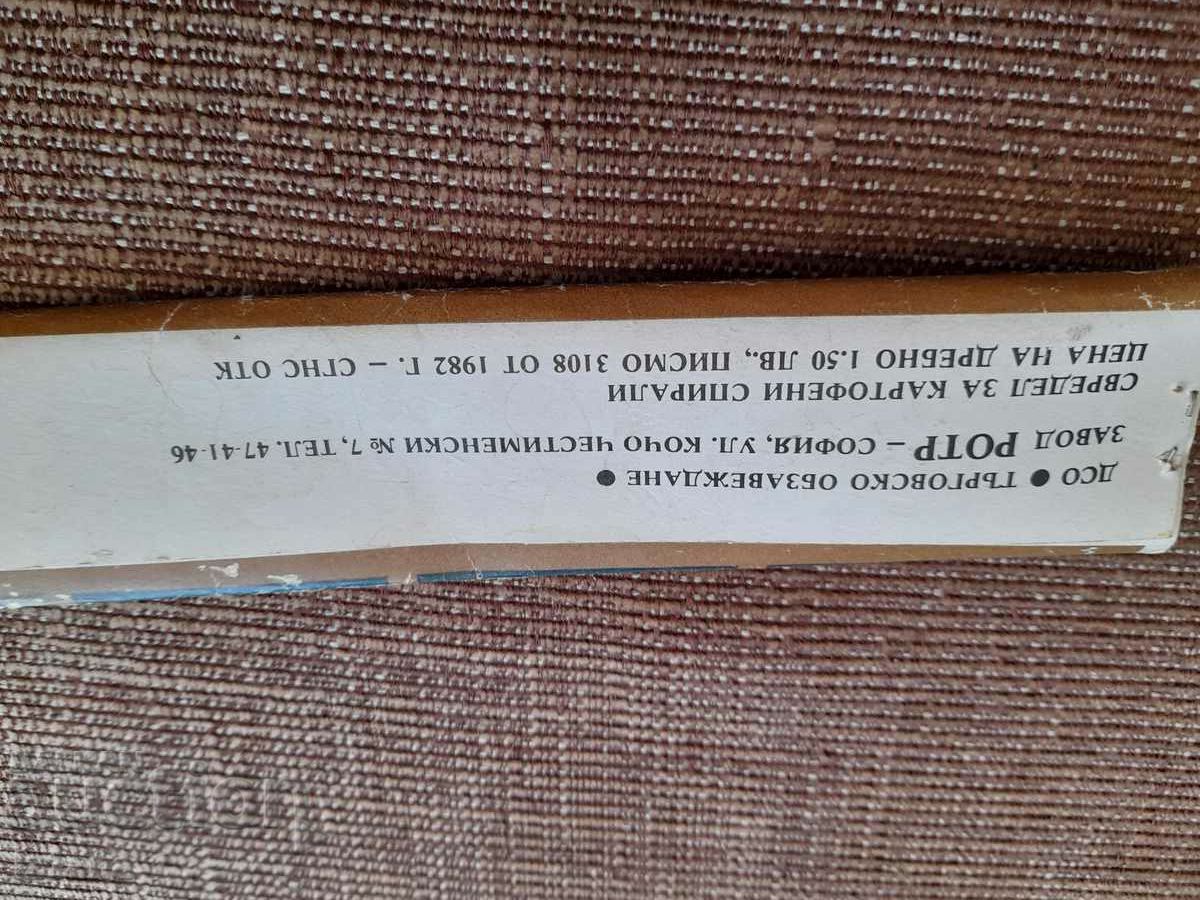 ДСО ● ТЪРГОВСКО ОБЗАВЕЖДАНЕ ●
ЗАВОД РОТР – СОФИЯ, УЛ. КОЧО ЧЕСТИМЕНСКИ № 7, ТЕЛ. 47-41-46
СВРЕДЕЛ ЗА КАРТОФЕНИ СПИРАЛИ
ЦЕНА НА ДРЕБНО 1.50 ЛВ., ПИСМО 3108 ОТ 1982 Г. – СГНС ОТК